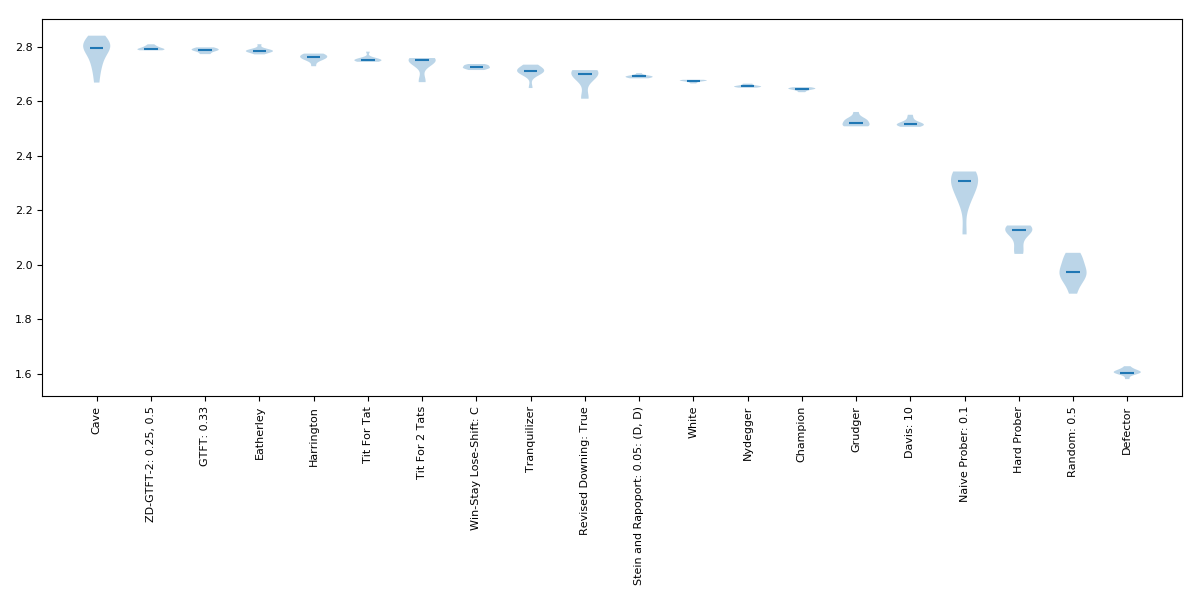 2.8
2.6
2.4
2.2
2.0
1.8
1.6
Cave
ZD-GTFT-2: 0.25, 0.5
GTFT: 0.33
Eatherley
Harrington
Tit For Tat
Tit For 2 Tats
Win-Stay Lose-Shift: C
Tranquilizer
Revised Downing: True
Stein and Rapoport: 0.05: (D, D)
White
Nydegger
Champion
Grudger
Davis: 10
Naive Prober: 0.1
Hard Prober
Random: 0.5
Defector